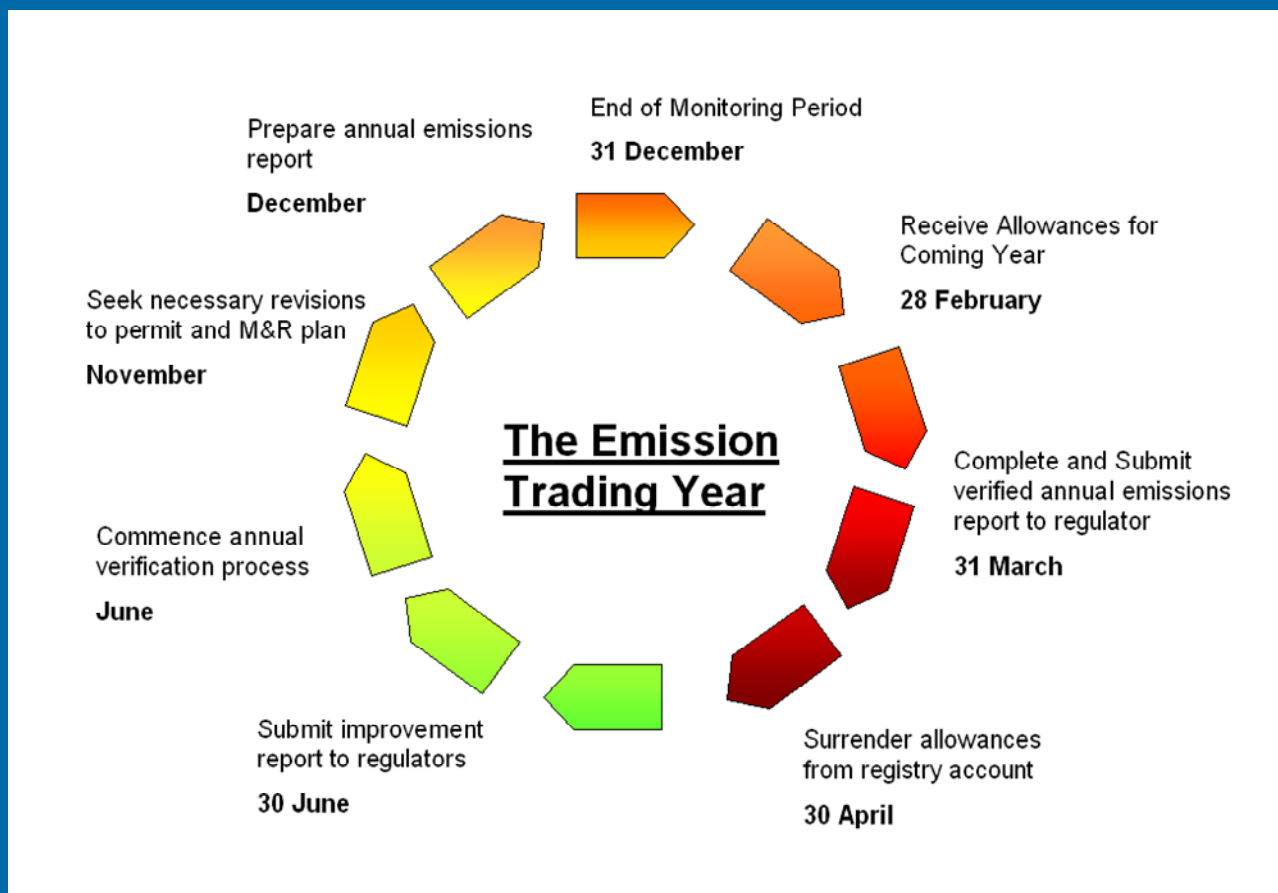 The Emission
Trading Year
End of Monitoring Period
31 December
Receive Allowances for
Coming Year
28 February
Complete and Submit
verified annual emissions
report to regulator
31 March
Surrender allowances
from registry account
30 April
Submit improvement
report to regulators
30 June
Commence annual
verification process
June
Seek necessary revisions
to permit and M&R plan
November
Prepare annual emissions
report
December